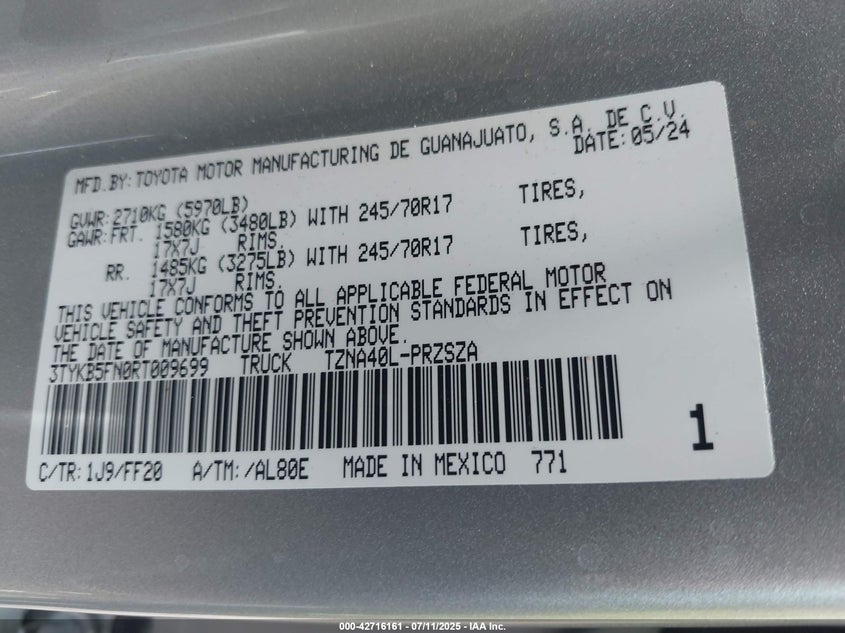 MFD.BY: TOYOTA MOTOR MANUFACTURING DE GUANAJUATO, S.A. DE C.V.
DATE: 05/24
GVWR: 2710KG (5970LB)
GAWR: FRT. 1580KG (3480LB) WITH 245/70R17 TIRES,
17X7J RIMS.
RR. 1485KG (3275LB) WITH 245/70R17 TIRES,
17X7J RIMS.
THIS VEHICLE CONFORMS TO ALL APPLICABLE FEDERAL MOTOR
VEHICLE SAFETY AND THEFT PREVENTION STANDARDS IN EFFECT ON
THE DATE OF MANUFACTURE SHOWN ABOVE.
3TYKB5FN0RT009699 TRUCK TZNA40L-PRZSZA
1
C/TR: 1J9/FF20 A/TM: /AL80E MADE IN MEXICO 771
000-42716161 - 07/11/2025 - IAA Inc.